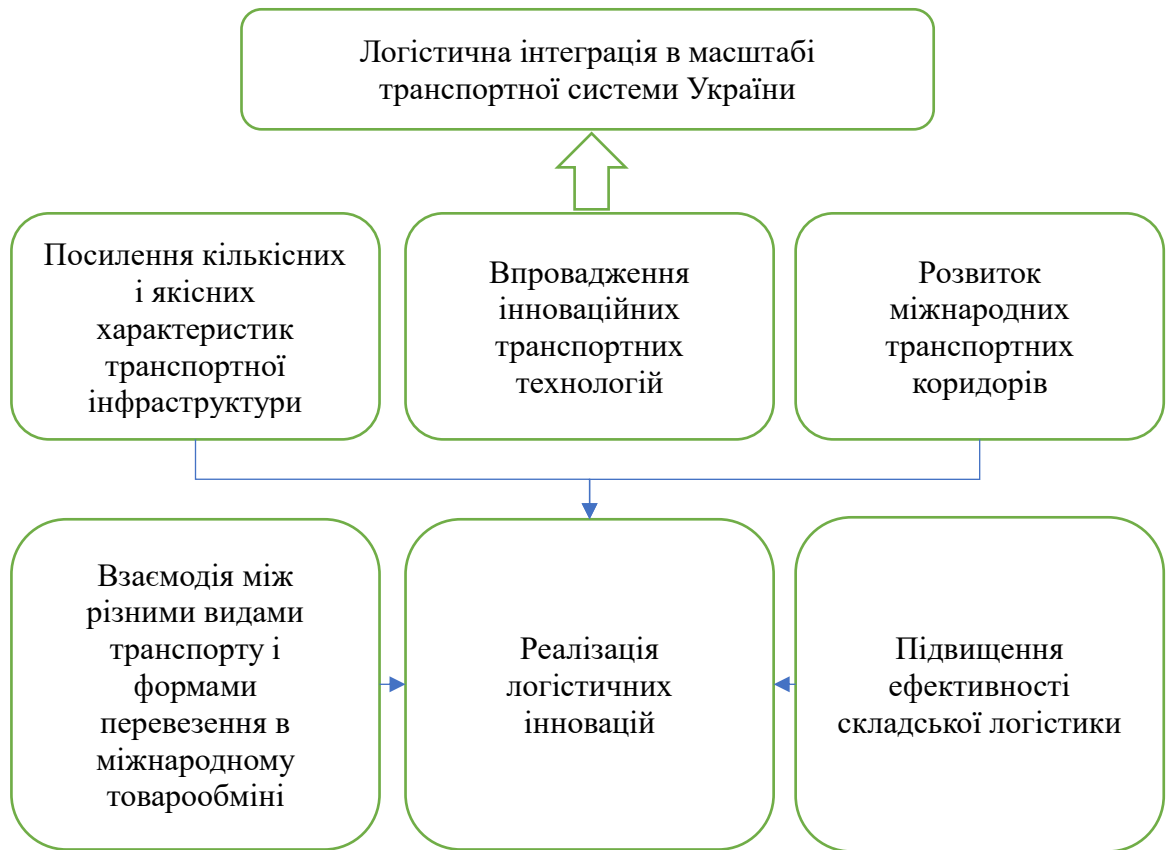 Логістична інтеграція в масштабі
транспортної системи України
Посилення кількісних
і якісних
характеристик
транспортної
інфраструктури
Впровадження
інноваційних
транспортних
технологій
Розвиток
міжнародних
транспортних
коридорів
Взаємодія між
різними видами
транспорту і
формами
перевезення в
міжнародному
товарообміні
Реалізація
логістичних
інновацій
Підвищення
ефективності
складської логістики